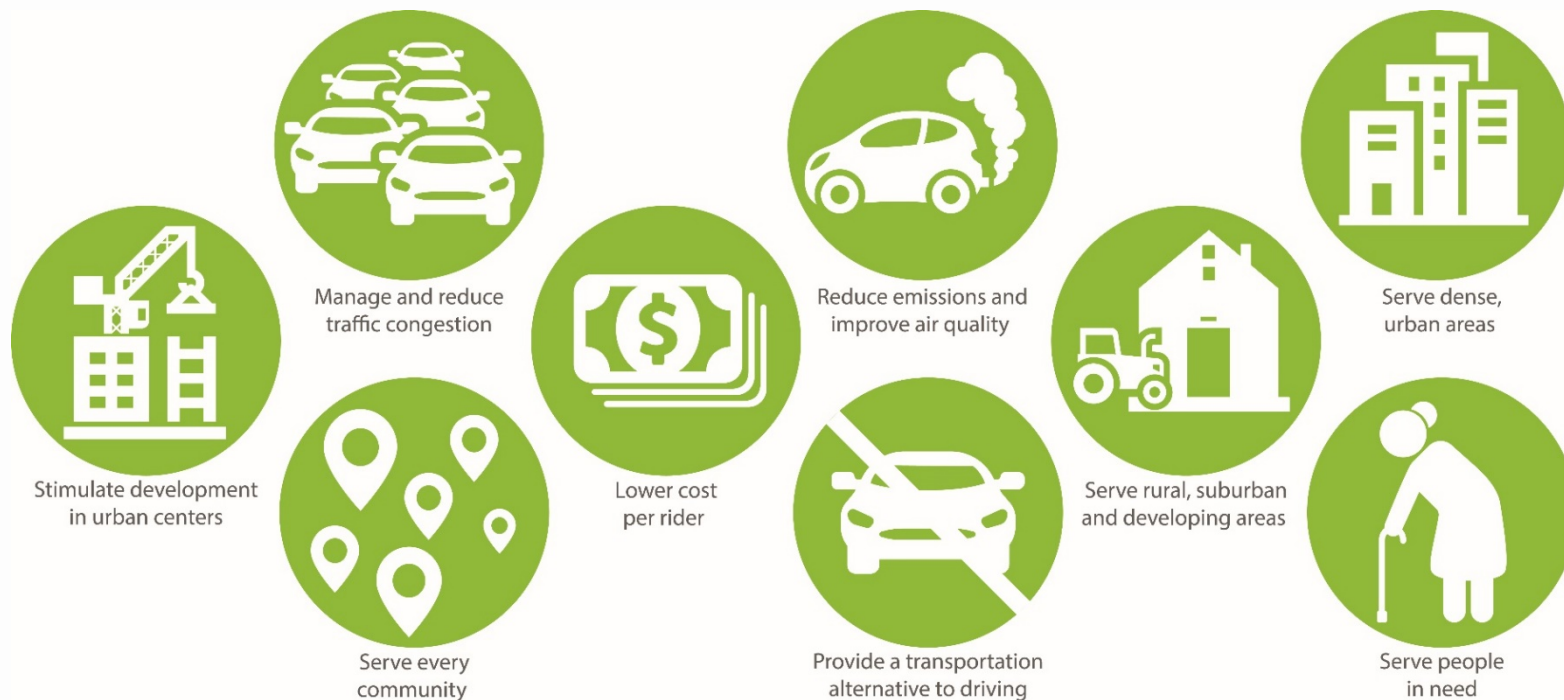 Manage and reduce
traffic congestion
Reduce emissions and
improve air quality
Serve dense,
urban areas
$
Stimulate development
in urban centers
Lower cost
per rider
Serve rural, suburban
and developing areas
Serve every
community
Provide a transportation
alternative to driving
Serve people
in need